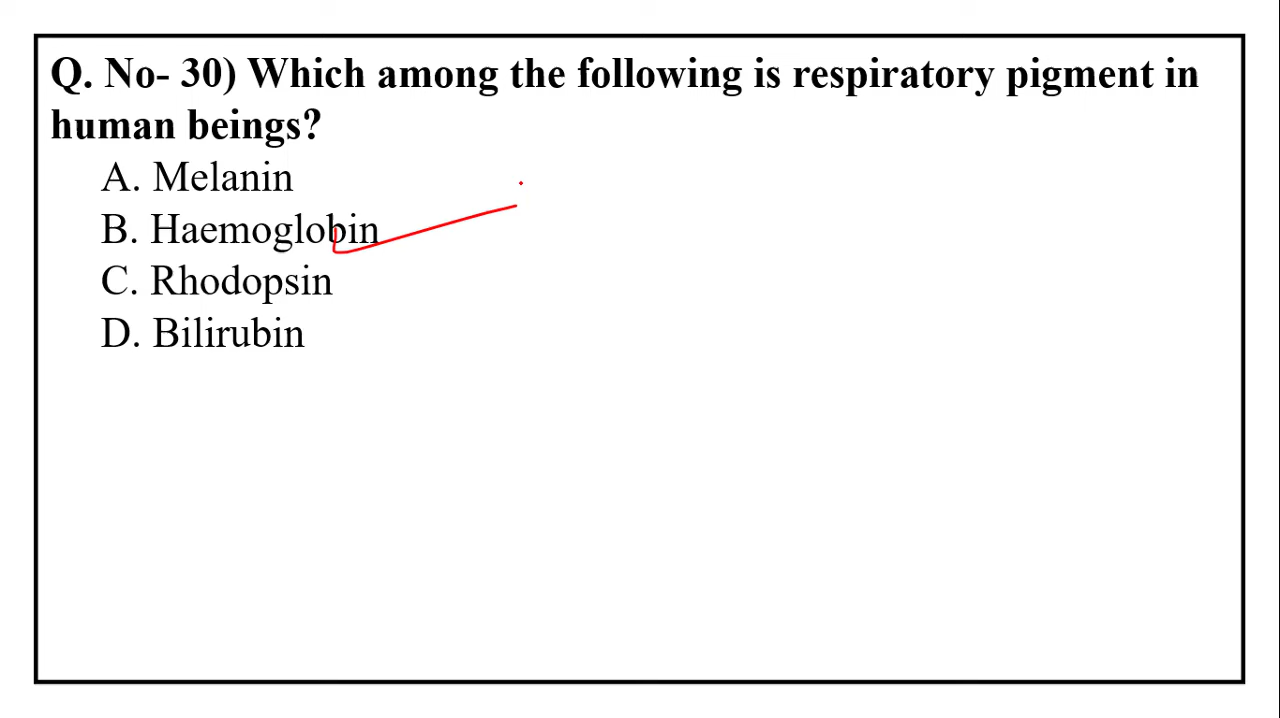 Q. No- 30) Which among the following is respiratory pigment in
human beings?
A. Melanin
B. Haemoglobin
C. Rhodopsin
D. Bilirubin